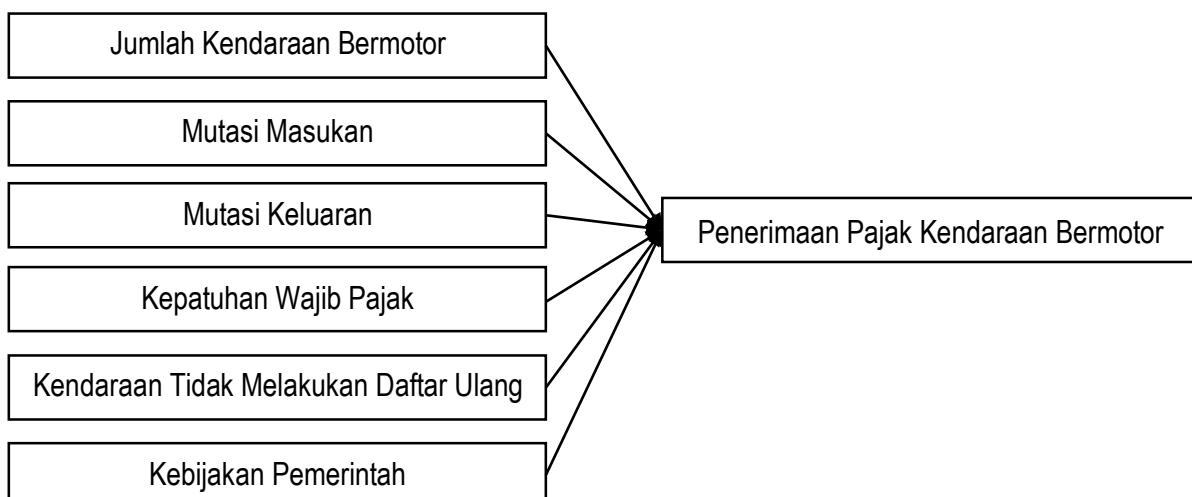 Jumlah Kendaraan Bermotor
Mutasi Masukan
Mutasi Keluaran
Kepatuhan Wajib Pajak
Kendaraan Tidak Melakukan Daftar Ulang
Kebijakan Pemerintah
Penerimaan Pajak Kendaraan Bermotor